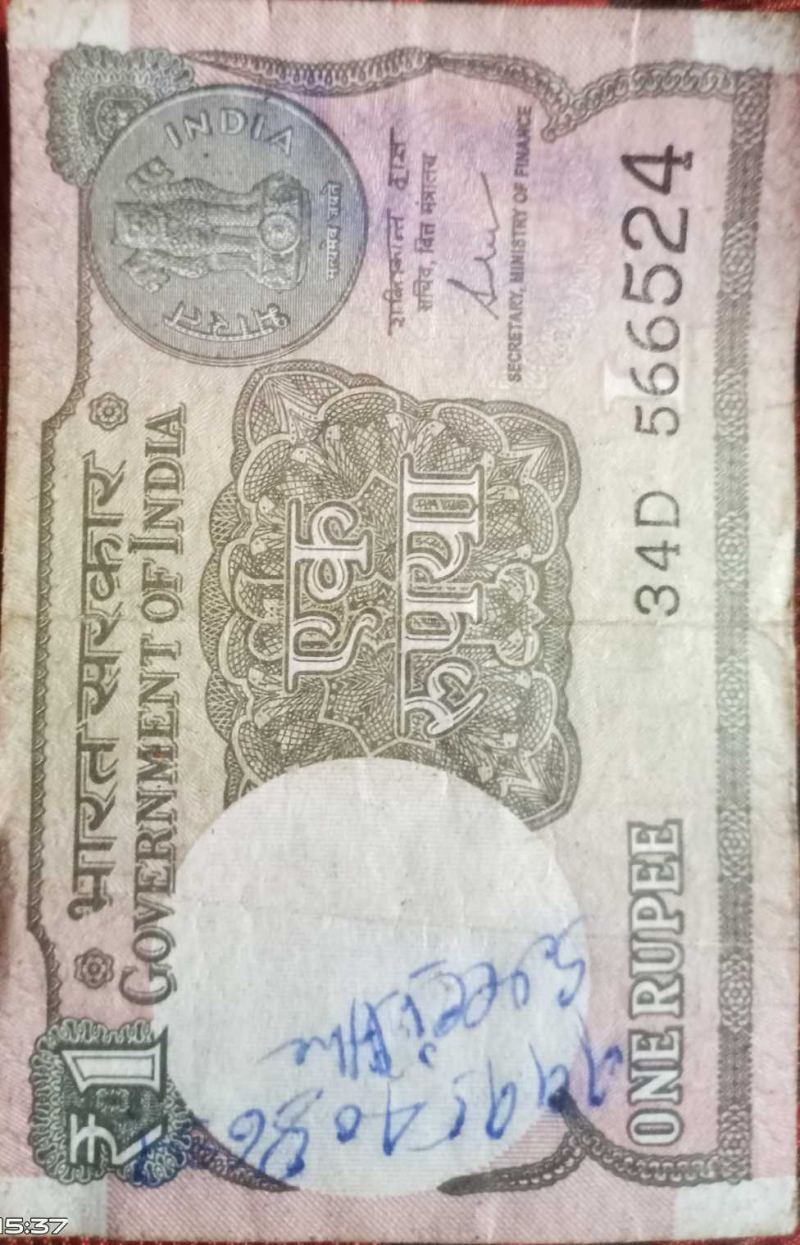 भारत सरकार
GOVERNMENT OF INDIA
₹1
INDIA
सत्यमेव जयते
भारत
शक्तिकान्त दास
सचिव, वित्त मंत्रालय
SECRETARY, MINISTRY OF FINANCE
एक
रुपया
34D 566524
ONE RUPEE
15:37